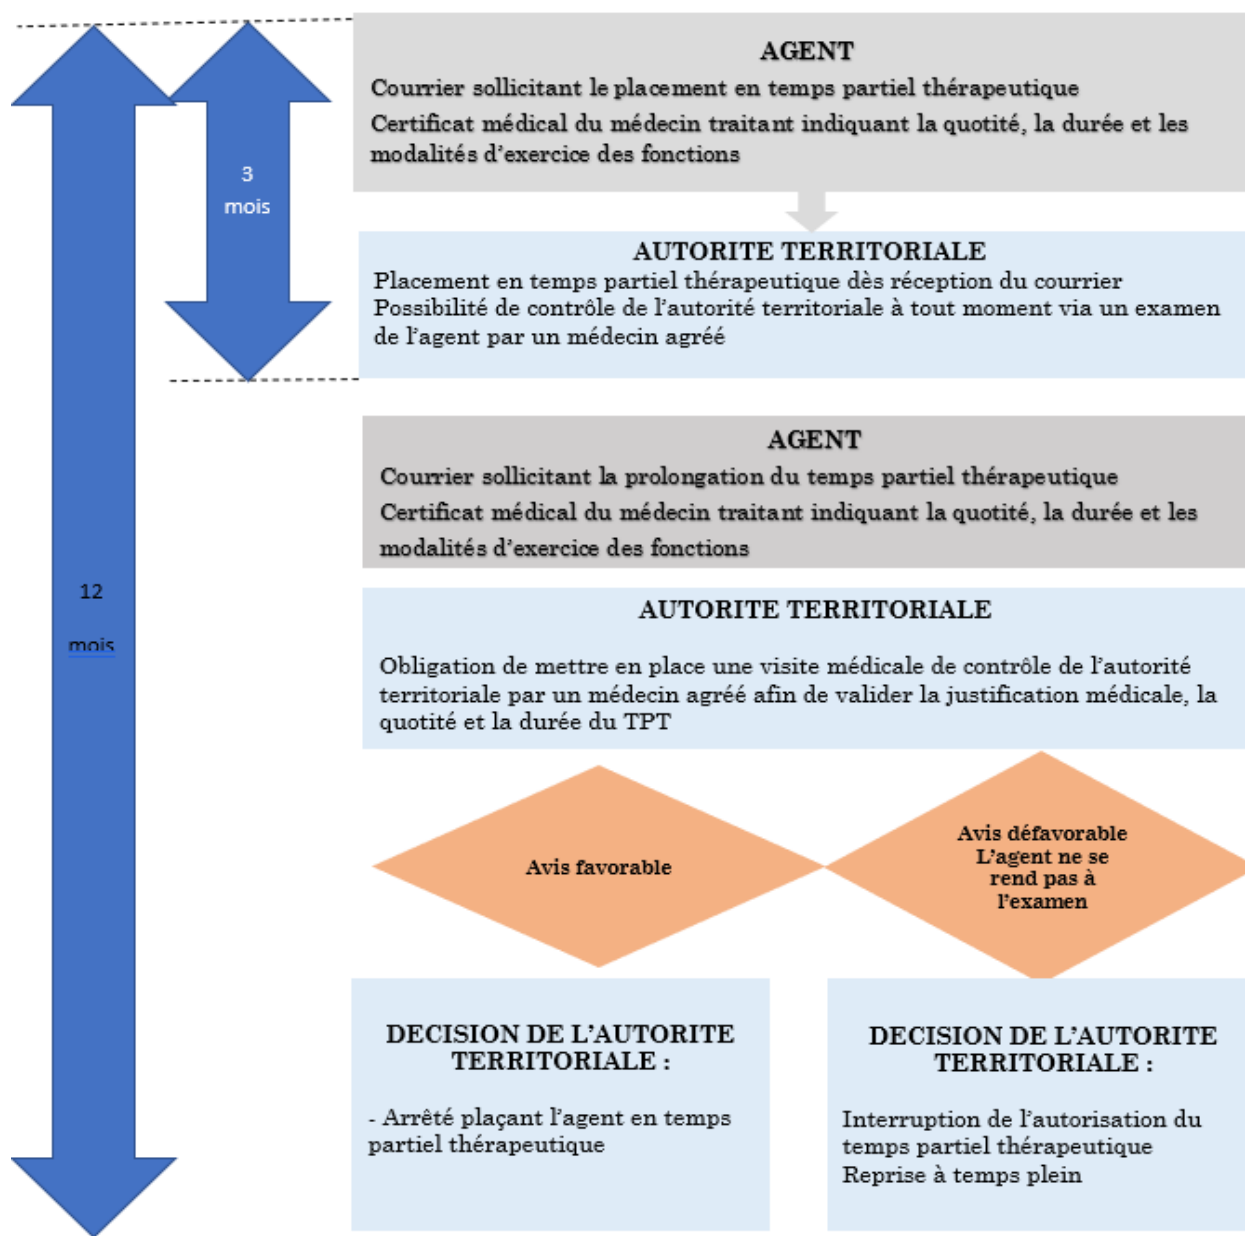 AGENT
Courrier sollicitant le placement en temps partiel thérapeutique
Certificat médical du médecin traitant indiquant la quotité, la durée et les
modalités d'exercice des fonctions
3
mois
AUTORITE TERRITORIALE
Placement en temps partiel thérapeutique dès réception du courrier
Possibilité de contrôle de l'autorité territoriale à tout moment via un examen
de l'agent par un médecin agréé
AGENT
Courrier sollicitant la prolongation du temps partiel thérapeutique
Certificat médical du médecin traitant indiquant la quotité, la durée et les
modalités d'exercice des fonctions
12
mois
AUTORITE TERRITORIALE
Obligation de mettre en place une visite médicale de contrôle de l'autorité
territoriale par un médecin agréé afin de valider la justification médicale, la
quotité et la durée du TPT
Avis favorable
Avis défavorable
L'agent ne se
rend pas à
l'examen
DECISION DE L'AUTORITE
TERRITORIALE :
- Arrêté plaçant l'agent en temps
partiel thérapeutique
DECISION DE L'AUTORITE
TERRITORIALE :
Interruption de l'autorisation du
temps partiel thérapeutique
Reprise à temps plein